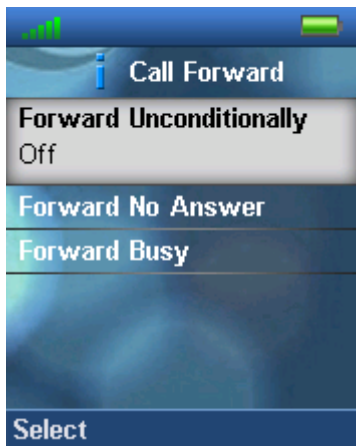 Call Forward
Forward Unconditionally
Off
Forward No Answer
Forward Busy
Select